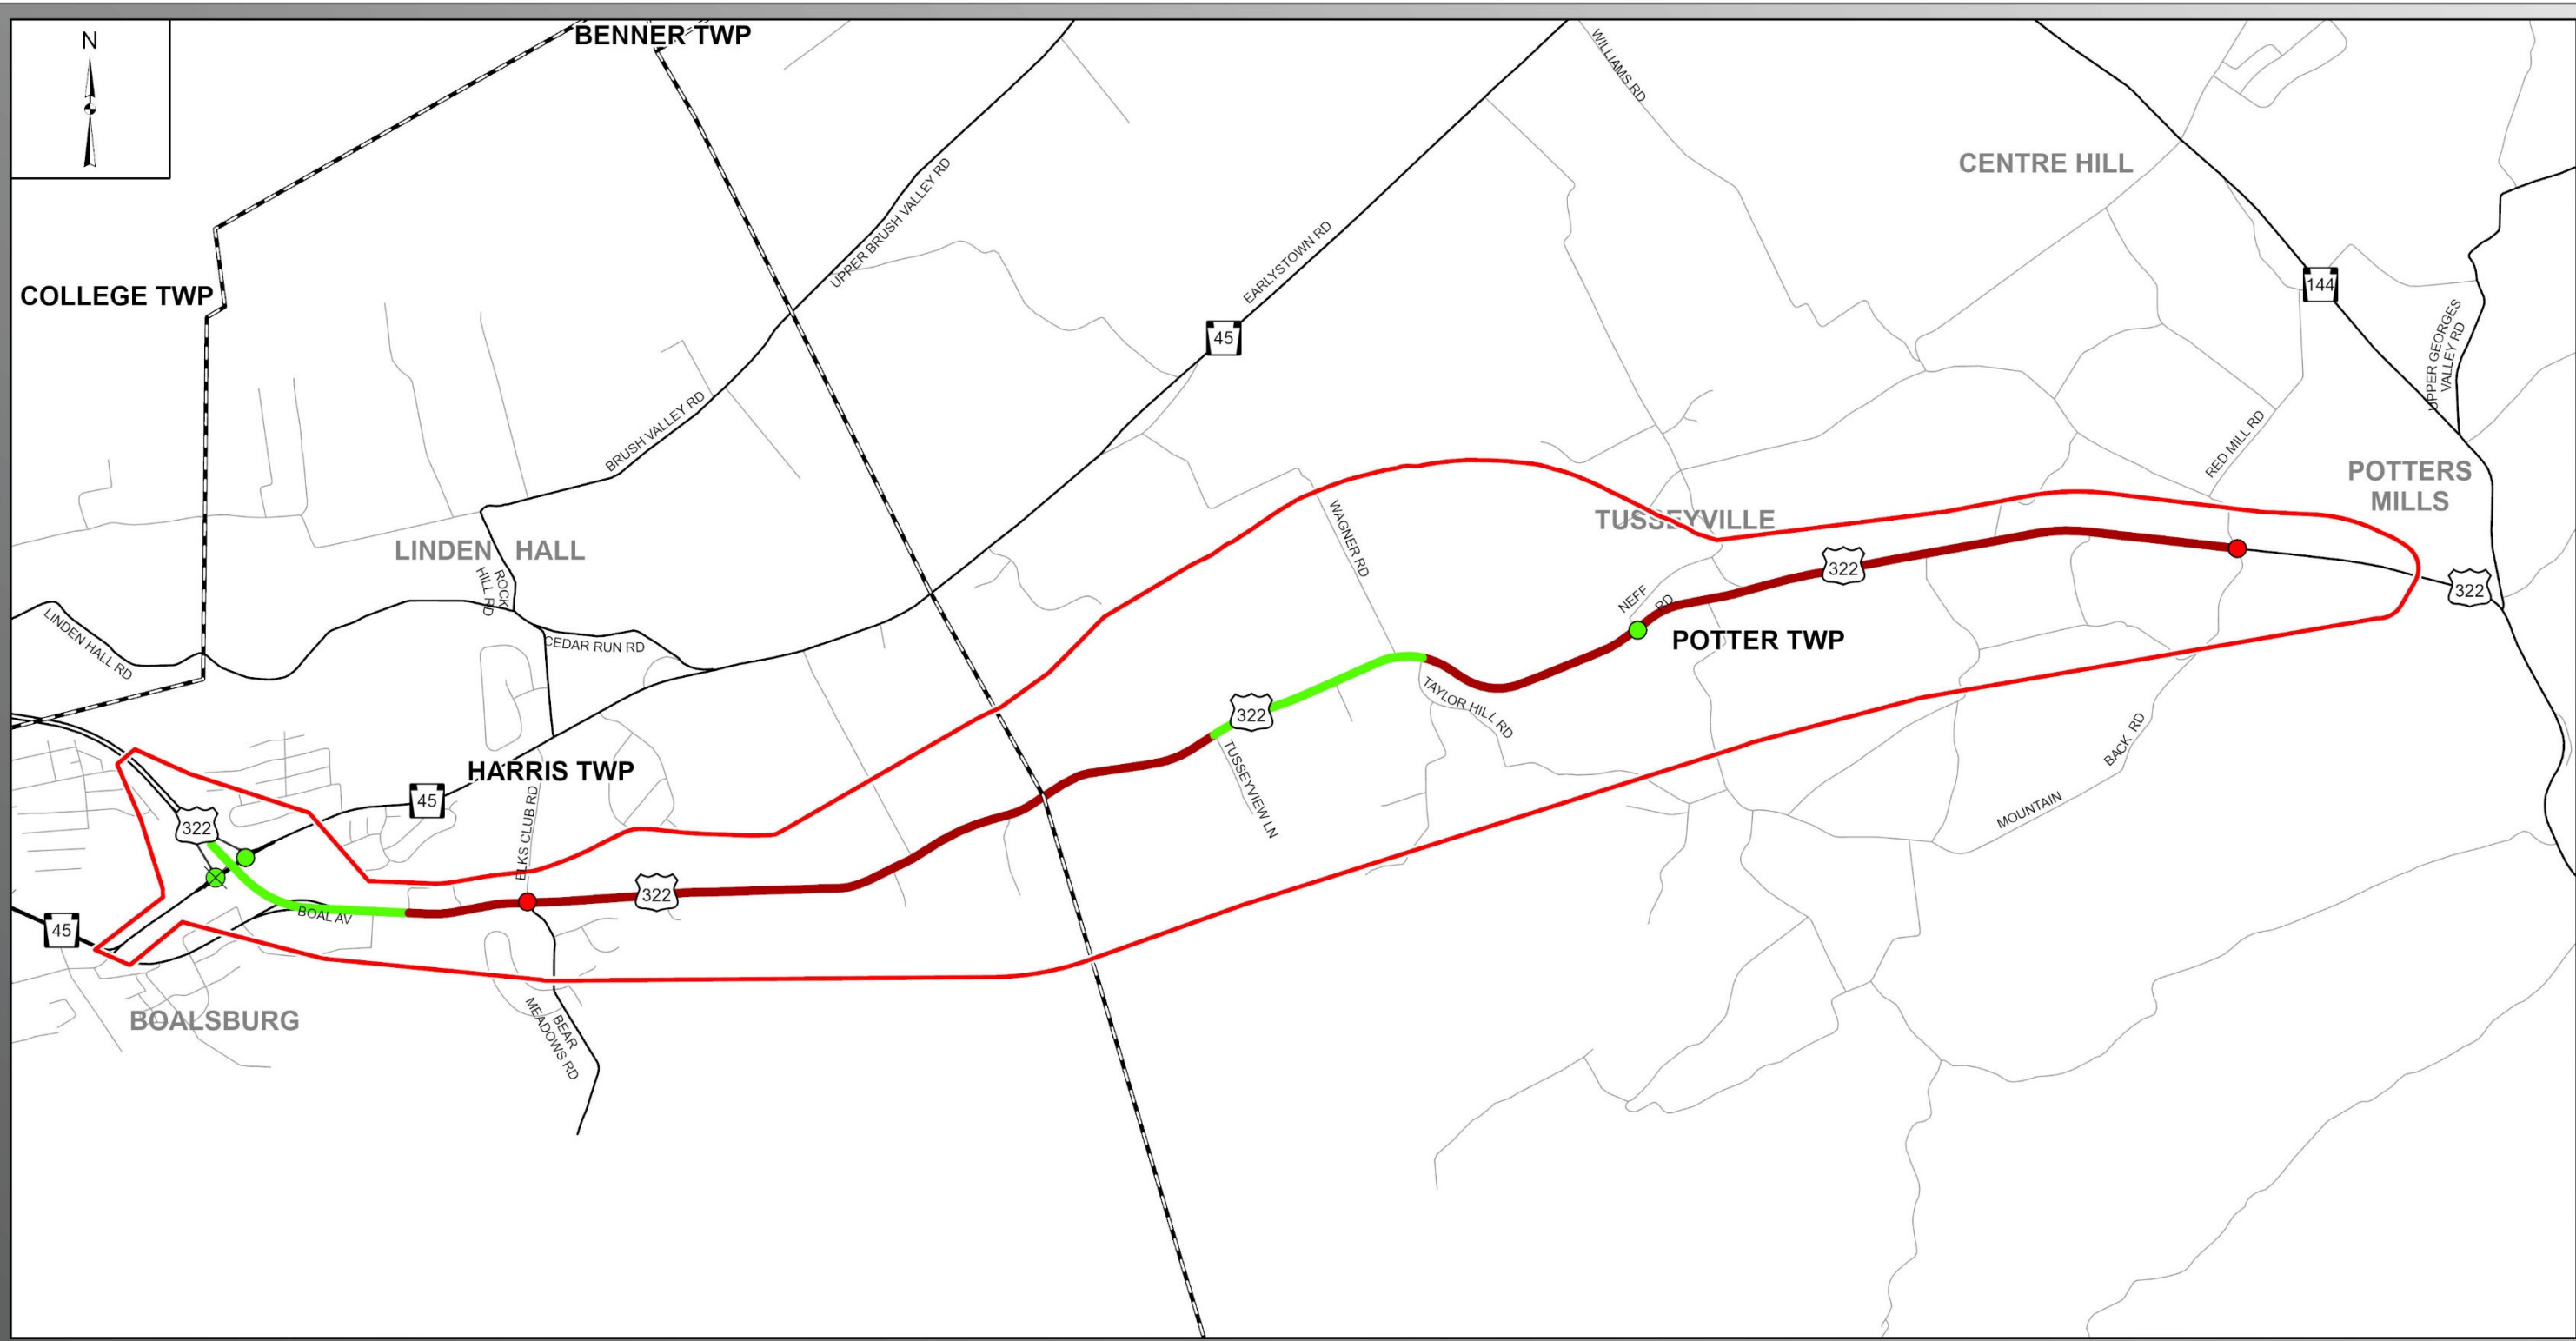 N
BENNER TWP
WILLIAMS RD
CENTRE HILL
UPPER BRUSH VALLEY RD
EARLYSTOWN RD
COLLEGE TWP
144
45
UPPER GEORGES
VALLEY RD
BRUSH VALLEY RD
RED MILL RD
POTTERS
MILLS
WAGNER RD
TUSSEYVILLE
LINDEN HALL
ROCK
HILL RD
322
322
NEFF
RD
LINDEN HALL RD
CEDAR RUN RD
POTTER TWP
TAYLOR HILL RD
322
TUSSEYVIEW LN
BACK RD
MOUNTAIN
HARRIS TWP
45
322
ELKS CLUB RD
322
BOAL AV
45
BOALSBURG
BEAR
MEADOWS RD